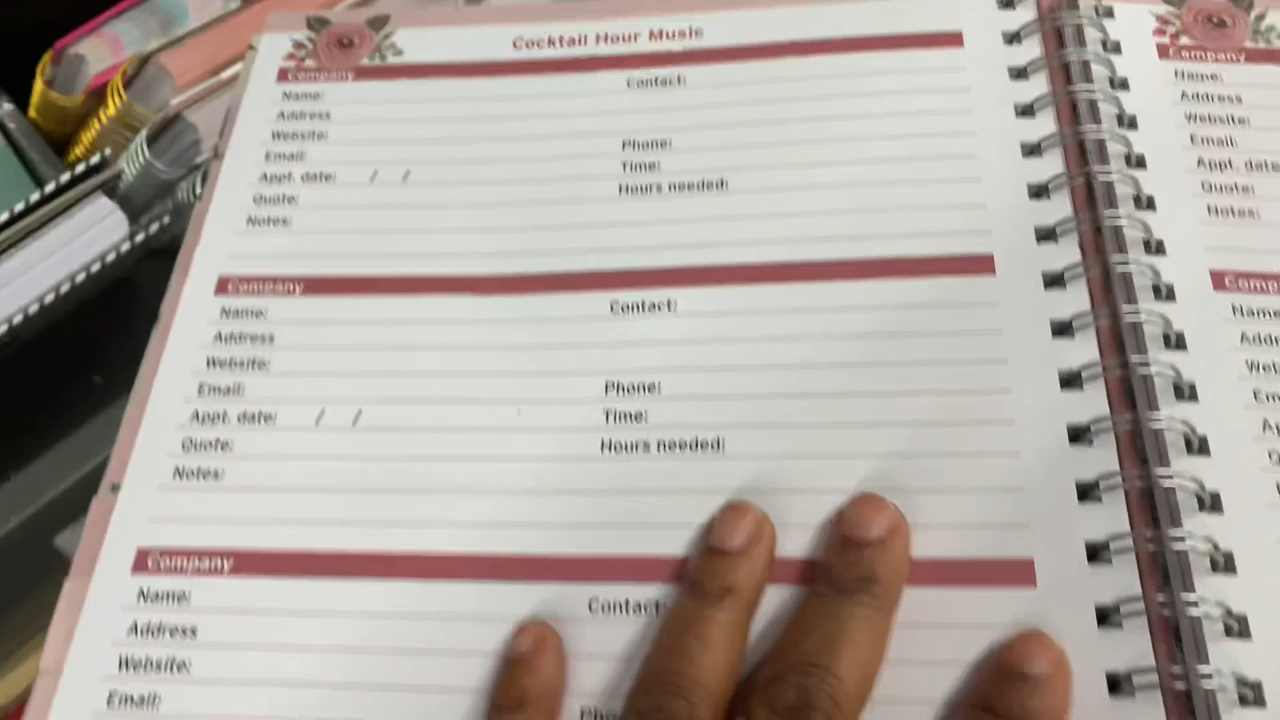 Cocktail Hour Music
Company
Name: Contact:
Address
Website:
Email: Phone:
Appt. date: / / Time:
Quote: Hours needed:
Notes:
Company
Name: Contact:
Address
Website:
Email: Phone:
Appt. date: / / Time:
Quote: Hours needed:
Notes:
Company
Name: Contact:
Address
Website:
Email:
Company
Name:
Address
Website:
Email:
Appt. date
Quote:
Notes:
Name